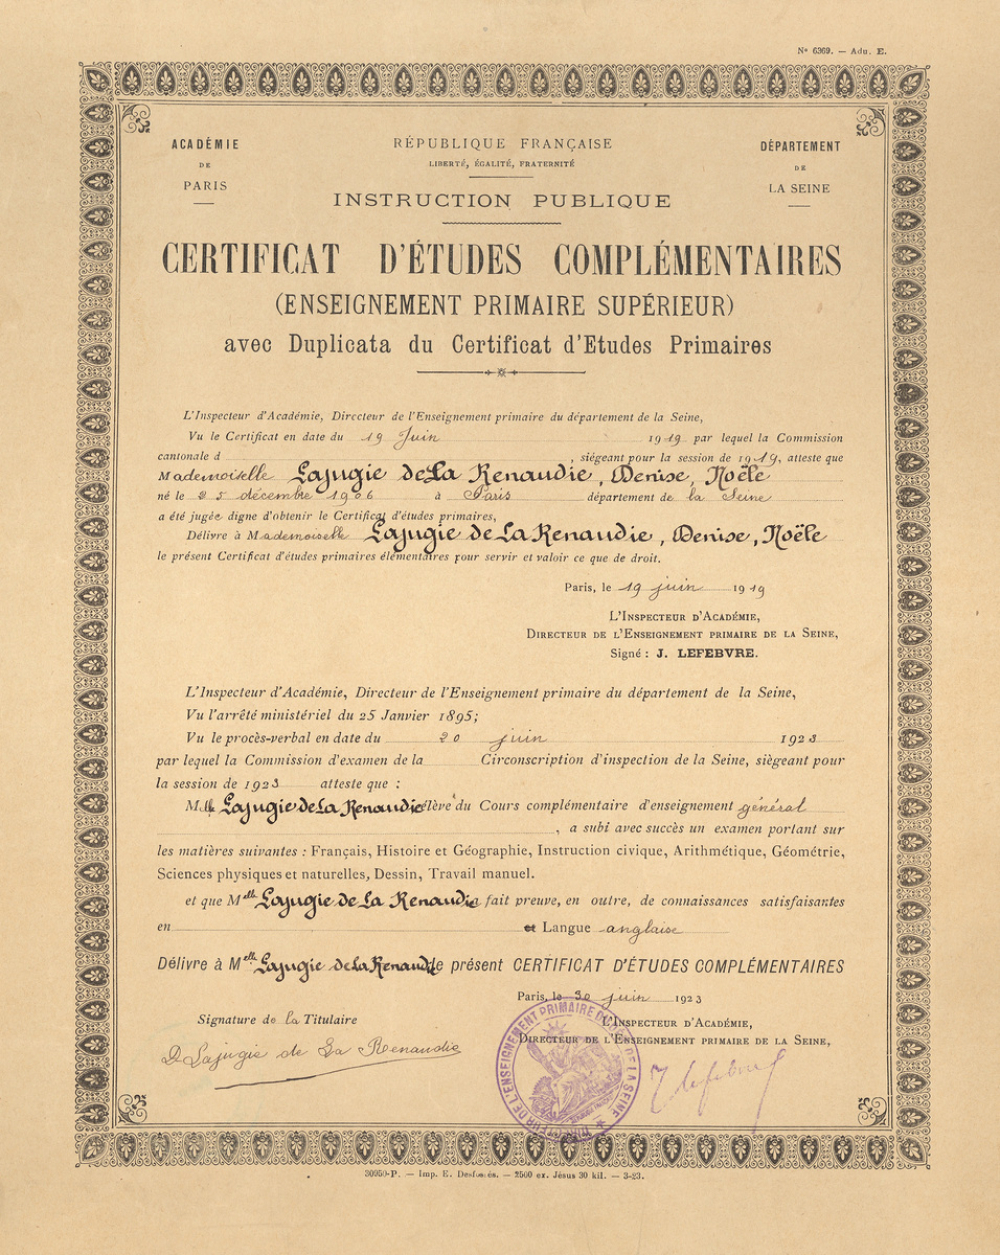 Nº 6369. — Adu. E.
ACADÉMIE
DE
PARIS
RÉPUBLIQUE FRANÇAISE
LIBERTÉ, ÉGALITÉ, FRATERNITÉ
INSTRUCTION PUBLIQUE
DÉPARTEMENT
DE
LA SEINE
CERTIFICAT D'ÉTUDES COMPLÉMENTAIRES
(ENSEIGNEMENT PRIMAIRE SUPÉRIEUR)
avec Duplicata du Certificat d'Etudes Primaires
L'Inspecteur d'Académie, Directeur de l'Enseignement primaire du département de la Seine,
Vu le Certificat en date du 19 Juin 1919 par lequel la Commission
cantonale d , siégeant pour la session de 1919, atteste que
Mademoiselle Lajugie de La Renaudie, Denise, Noële
né le 25 décembre 1906 à Paris département de la Seine
a été jugée digne d'obtenir le Certificat d'études primaires,
Délivre à Mademoiselle Lajugie de La Renaudie, Denise, Noële
le présent Certificat d'études primaires élémentaires pour servir et valoir ce que de droit.
Paris, le 19 juin 1919
L'INSPECTEUR D'ACADÉMIE,
DIRECTEUR DE L'ENSEIGNEMENT PRIMAIRE DE LA SEINE,
Signé : J. LEFEBVRE.
L'Inspecteur d'Académie, Directeur de l'Enseignement primaire du département de la Seine,
Vu l'arrêté ministériel du 25 Janvier 1895;
Vu le procès-verbal en date du 20 juin 1923
par lequel la Commission d'examen de la Circonscription d'inspection de la Seine, siégeant pour
la session de 1923 atteste que :
Mlle Lajugie de La Renaudie élève du Cours complémentaire d'enseignement général
, a subi avec succès un examen portant sur
les matières suivantes : Français, Histoire et Géographie, Instruction civique, Arithmétique, Géométrie,
Sciences physiques et naturelles, Dessin, Travail manuel.
et que Melle Lajugie de La Renaudie a fait preuve, en outre, de connaissances satisfaisantes
en et Langue anglaise
Délivre à Melle Lajugie de La Renaudie le présent CERTIFICAT D'ÉTUDES COMPLÉMENTAIRES
Paris, le 30 juin 1923
Signature de la Titulaire
L'INSPECTEUR D'ACADÉMIE,
DIRECTEUR DE L'ENSEIGNEMENT PRIMAIRE DE LA SEINE,
D Lajugie de La Renaudie
J Lefebvre
DIRECTEUR DE L'ENSEIGNEMENT PRIMAIRE DE LA SEINE
30950-P. — Imp. E. Desfossés. — 2500 ex. Jésus 30 kil. — 3-23.